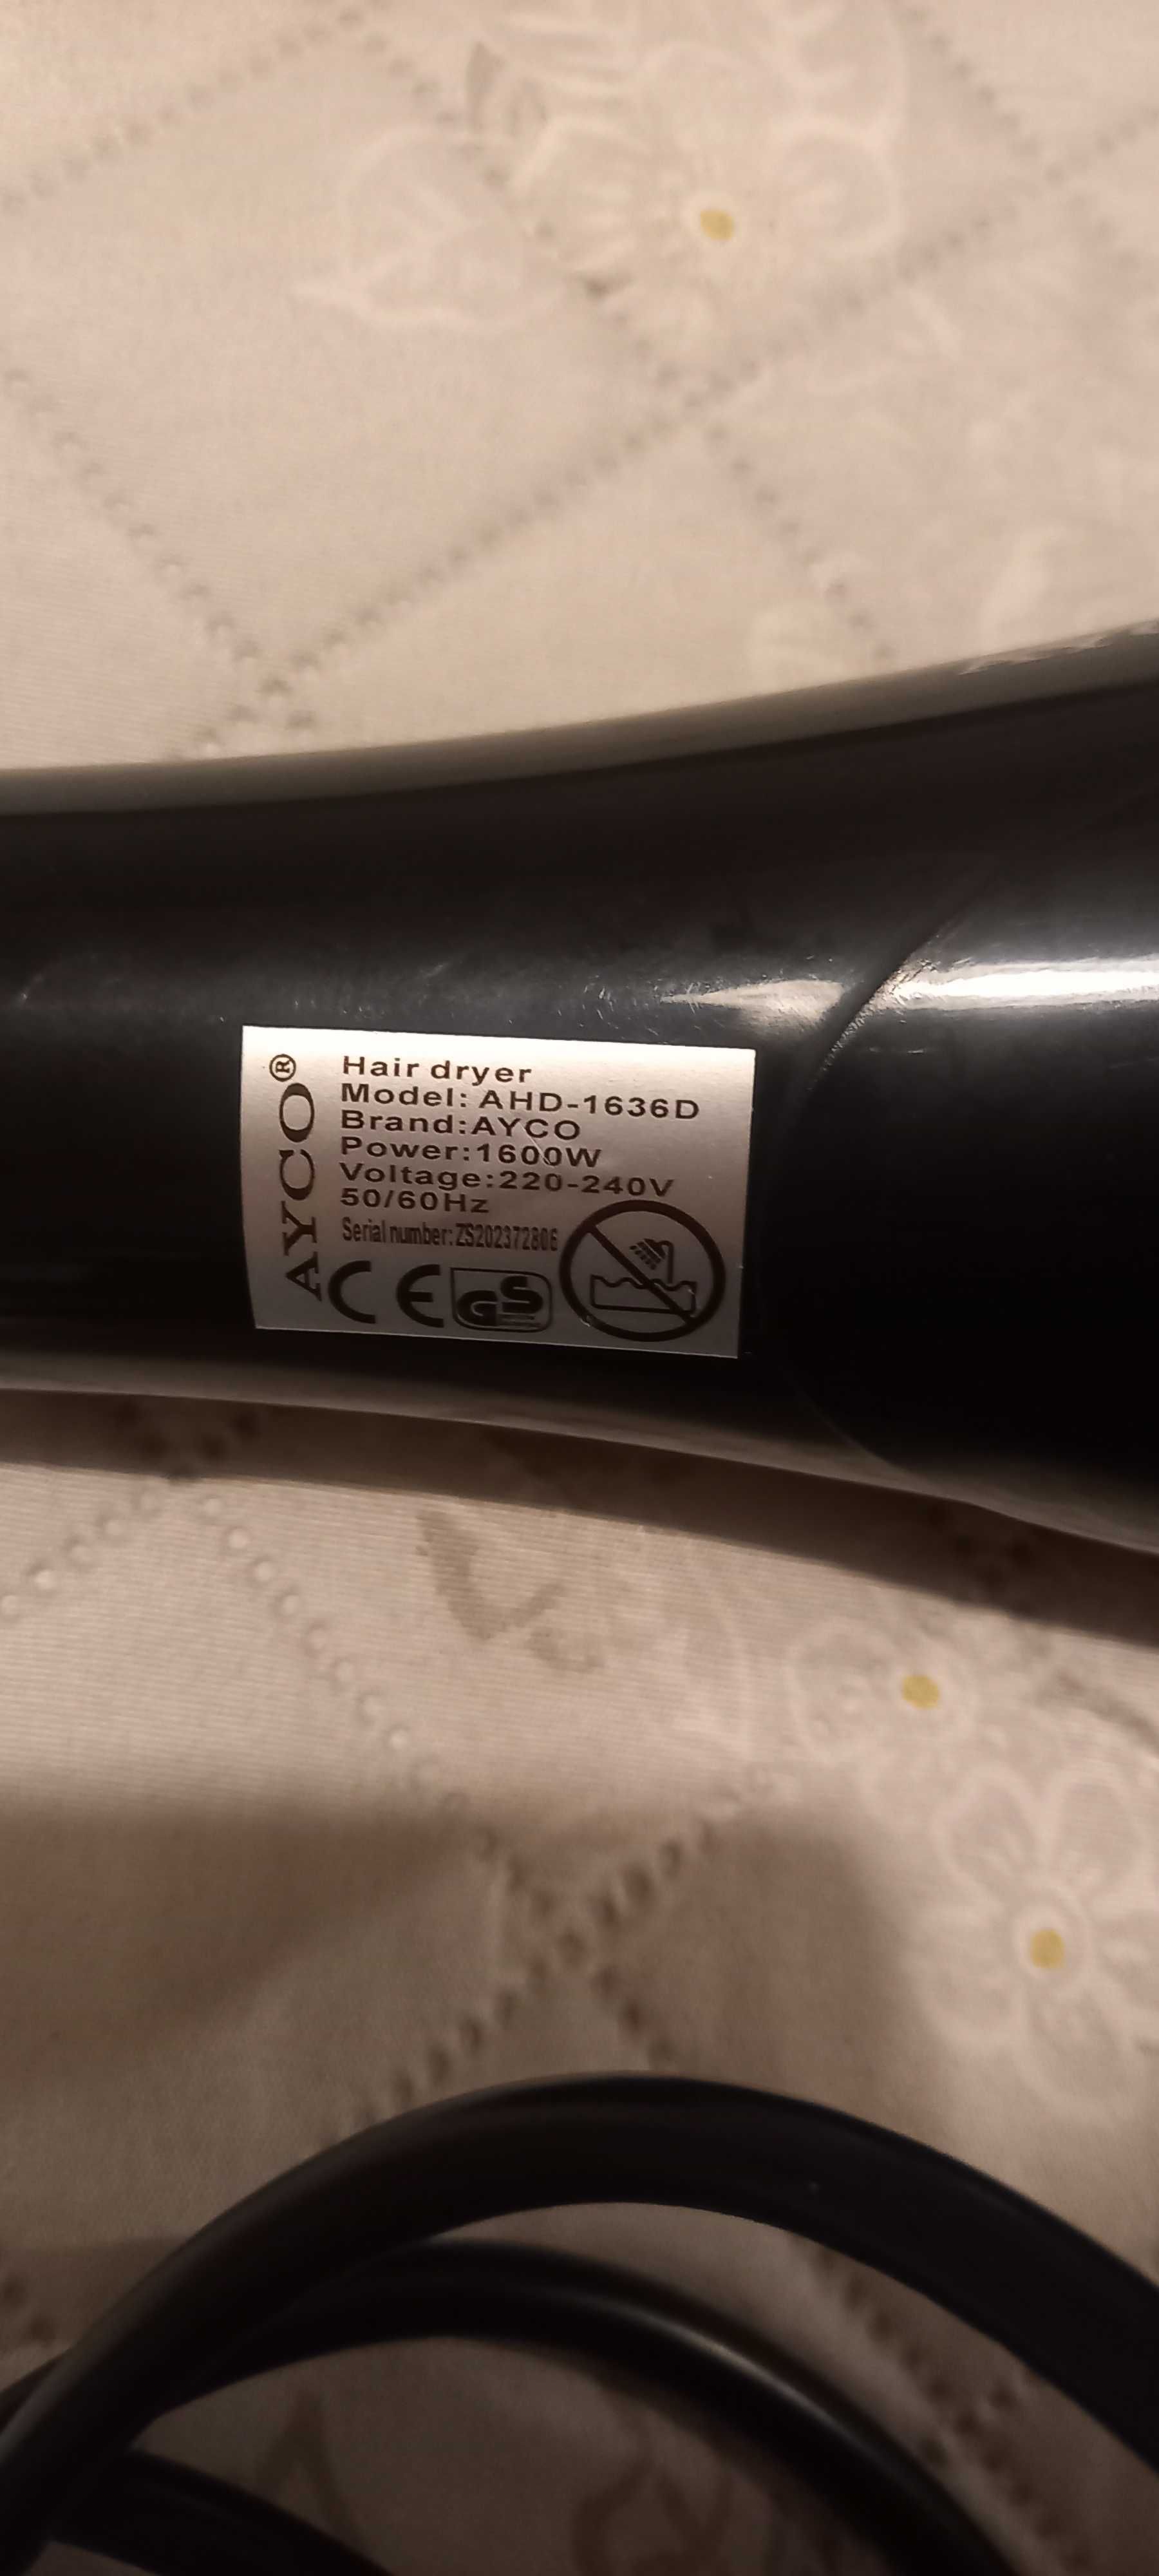 AYCO®
Hair dryer
Model: AHD-1636D
Brand:AYCO
Power:1600W
Voltage:220-240V
50/60Hz
Serial number:ZS202372806
CE GS